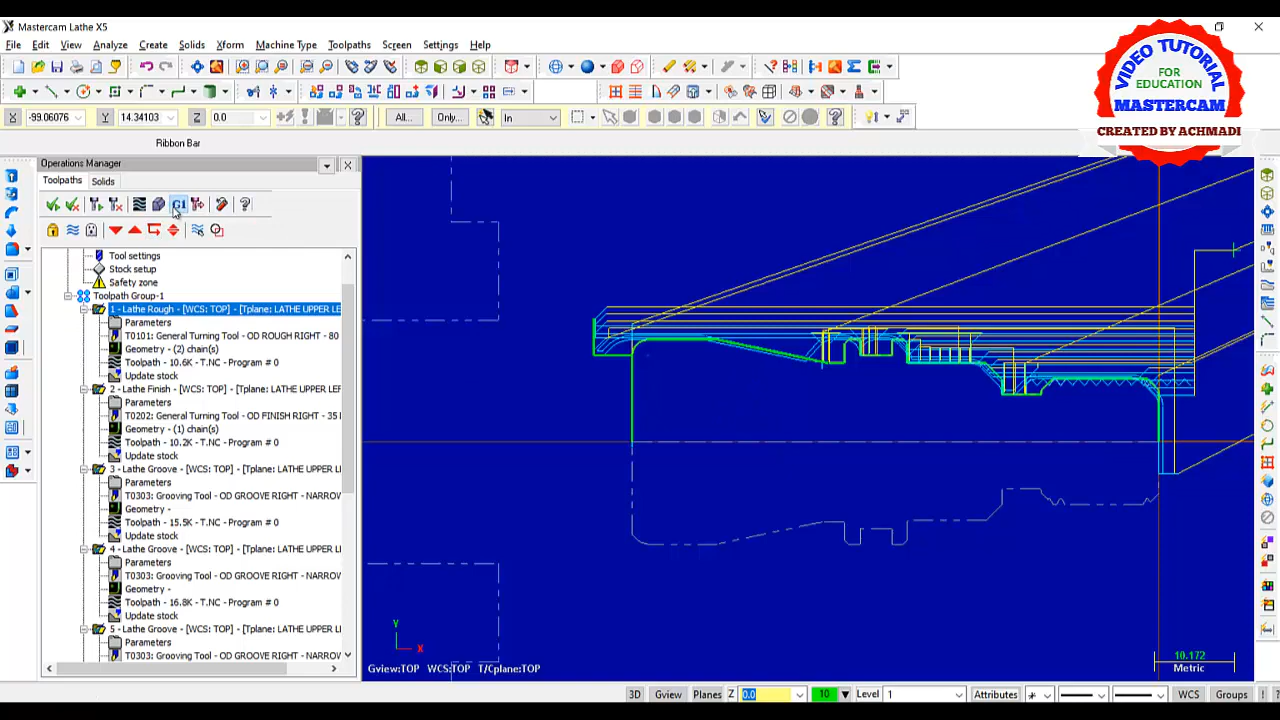 Mastercam Lathe X5
File Edit View Analyze Create Solids Xform Machine Type Toolpaths Screen Settings Help
X -99.06076 Y 14.34103 Z 0.0 All... Only... In
Ribbon Bar
VIDEO TUTORIAL
FOR
EDUCATION
MASTERCAM
CREATED BY ACHMADI
Operations Manager
Toolpaths Solids
G1
Tool settings
Stock setup
Safety zone
Toolpath Group-1
1 - Lathe Rough - [WCS: TOP] - [Tplane: LATHE UPPER LE
Parameters
T0101: General Turning Tool - OD ROUGH RIGHT - 80
Geometry - (2) chain(s)
Toolpath - 10.6K - T.NC - Program # 0
Update stock
2 - Lathe Finish - [WCS: TOP] - [Tplane: LATHE UPPER LEF
Parameters
T0202: General Turning Tool - OD FINISH RIGHT - 35
Geometry - (1) chain(s)
Toolpath - 10.2K - T.NC - Program # 0
Update stock
3 - Lathe Groove - [WCS: TOP] - [Tplane: LATHE UPPER L
Parameters
T0303: Grooving Tool - OD GROOVE RIGHT - NARROW
Geometry -
Toolpath - 15.5K - T.NC - Program # 0
Update stock
4 - Lathe Groove - [WCS: TOP] - [Tplane: LATHE UPPER L
Parameters
T0303: Grooving Tool - OD GROOVE RIGHT - NARROW
Geometry -
Toolpath - 16.8K - T.NC - Program # 0
Update stock
5 - Lathe Groove - [WCS: TOP] - [Tplane: LATHE UPPER L
Parameters
T0303: Grooving Tool - OD GROOVE RIGHT - NARROW
Y
X
Gview:TOP WCS:TOP T/Cplane:TOP
10.172
Metric
3D Gview Planes Z 0.0 10 Level 1 Attributes WCS Groups ! ?